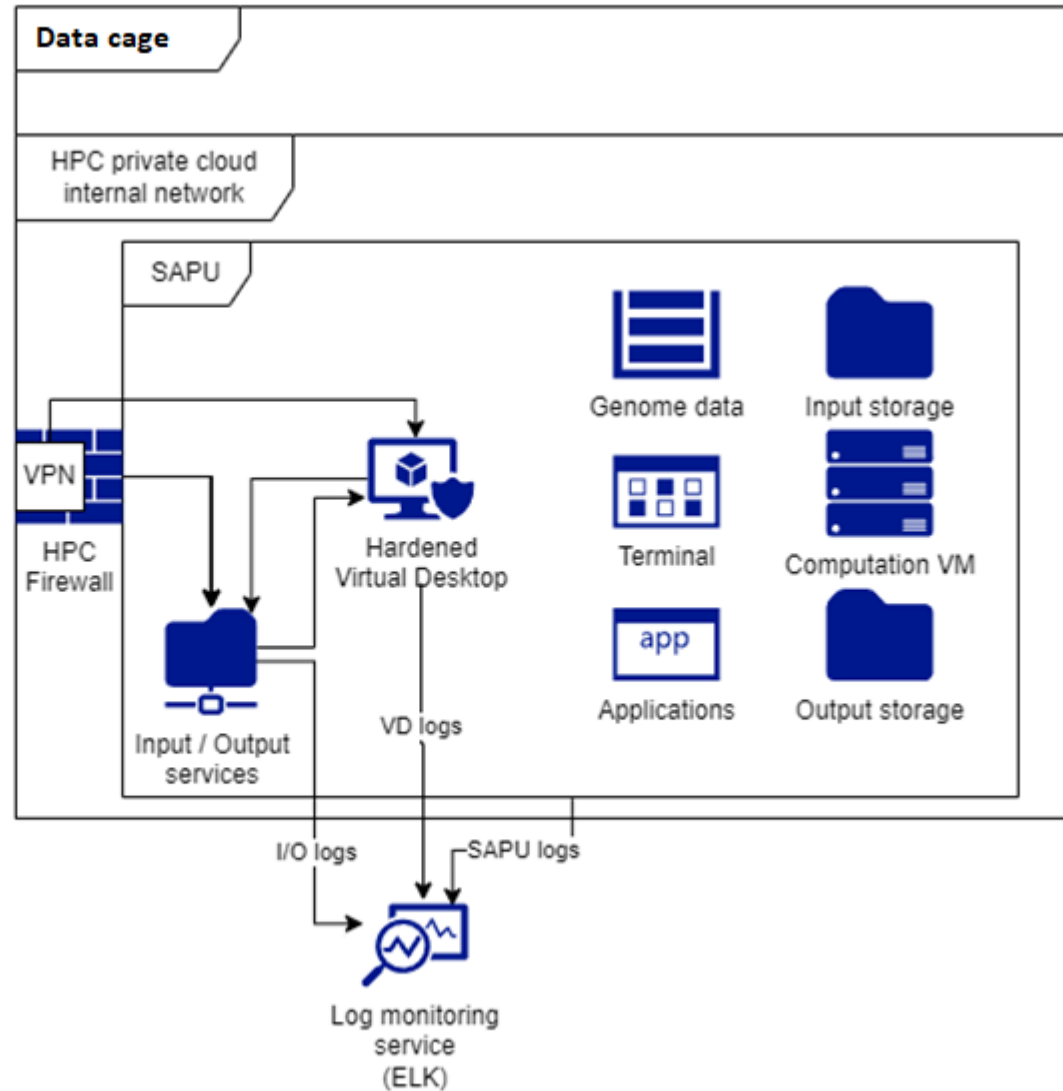 Data cage
HPC private cloud
internal network
SAPU
Genome data
Input storage
VPN
HPC
Firewall
Hardened
Virtual Desktop
Terminal
Computation VM
app
Applications
Output storage
Input / Output
services
VD logs
I/O logs
SAPU logs
Log monitoring
service
(ELK)